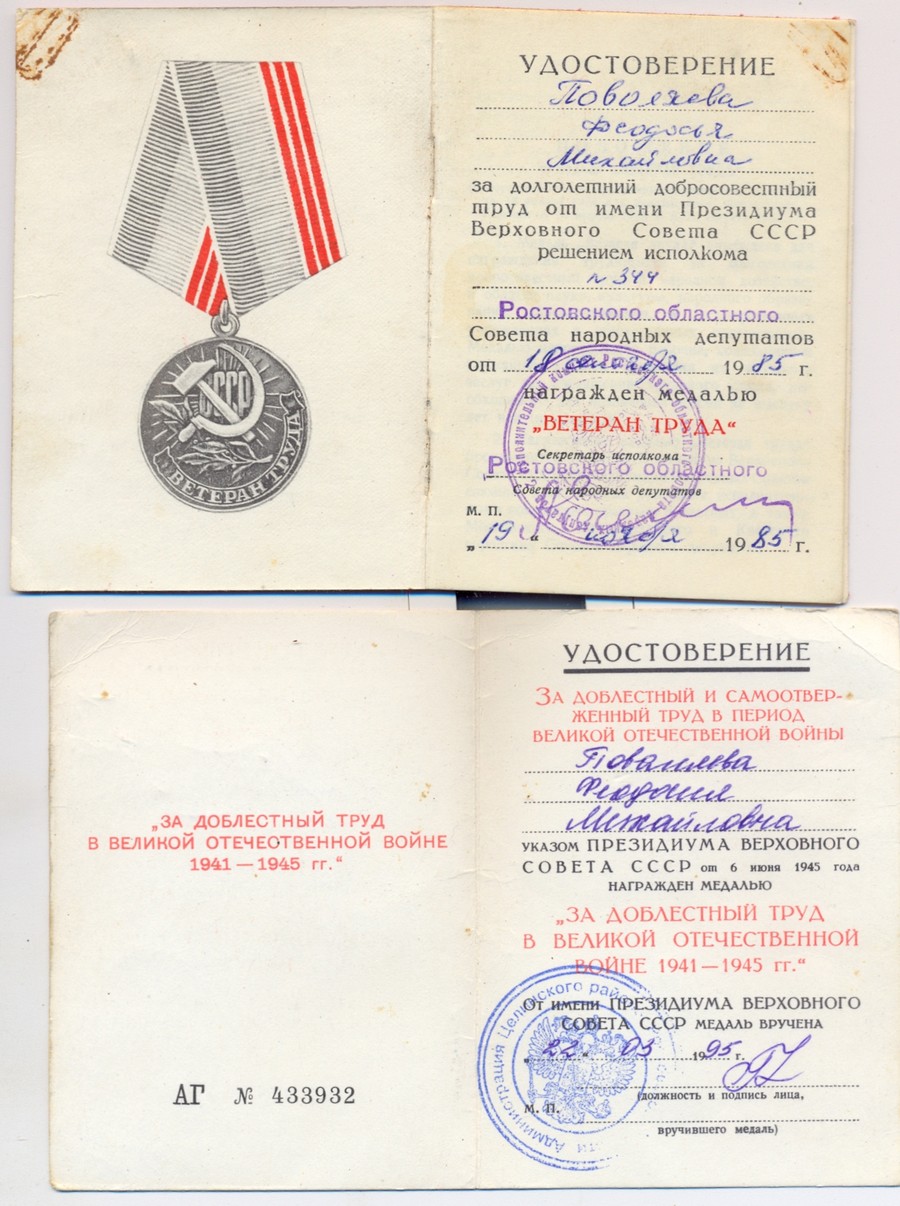 СССР
ВЕТЕРАН ТРУДА
УДОСТОВЕРЕНИЕ
Поволяева
Феодосья
Михайловна
за долголетний добросовестный
труд от имени Президиума
Верховного Совета СССР
решением исполкома
№ 344
Ростовского областного
Совета народных депутатов
от 18 1985 г.
награжден медалью
„ВЕТЕРАН ТРУДА“
Секретарь исполкома
Ростовского областного
Совета народных депутатов
М. П.
„19“ ноября 1985 г.
„ЗА ДОБЛЕСТНЫЙ ТРУД
В ВЕЛИКОЙ ОТЕЧЕСТВЕННОЙ ВОЙНЕ
1941—1945 гг.“
АГ № 433932
УДОСТОВЕРЕНИЕ
ЗА ДОБЛЕСТНЫЙ И САМООТВЕР-
ЖЕННЫЙ ТРУД В ПЕРИОД
ВЕЛИКОЙ ОТЕЧЕСТВЕННОЙ ВОЙНЫ
Поваляева
Феодосия
Михайловна
УКАЗОМ ПРЕЗИДИУМА ВЕРХОВНОГО
СОВЕТА СССР от 6 июня 1945 года
НАГРАЖДЕН МЕДАЛЬЮ
„ЗА ДОБЛЕСТНЫЙ ТРУД
В ВЕЛИКОЙ ОТЕЧЕСТВЕННОЙ
ВОЙНЕ 1941—1945 гг.“
От имени ПРЕЗИДИУМА ВЕРХОВНОГО
СОВЕТА СССР МЕДАЛЬ ВРУЧЕНА
„22“ 03 1995 г.
(должность и подпись лица,
М. П.
вручившего медаль)
Администрация Целинского